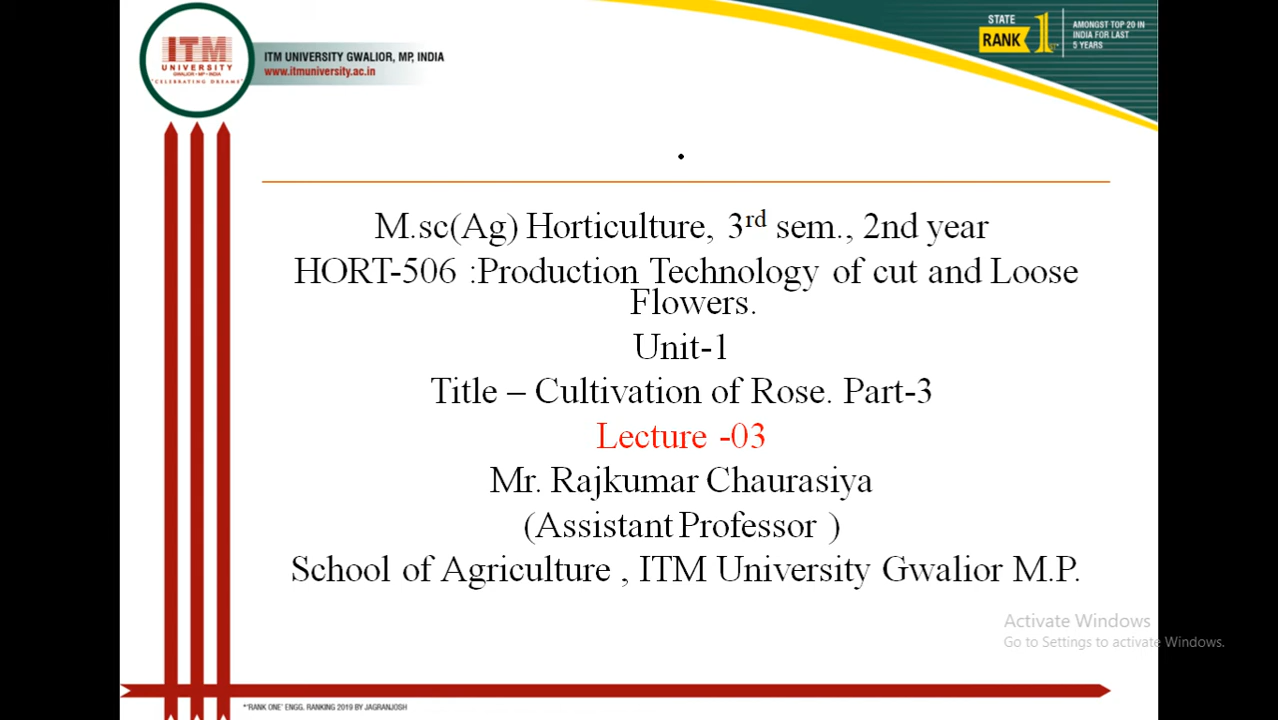 ITM
UNIVERSITY
GWALIOR • MP • INDIA
"CELEBRATING DREAMS"
ITM UNIVERSITY GWALIOR, MP, INDIA
www.itmuniversity.ac.in
STATE
RANK 1ST
AMONGST TOP 20 IN
INDIA FOR LAST
5 YEARS
.
M.sc(Ag) Horticulture, 3rd sem., 2nd year
HORT-506 :Production Technology of cut and Loose
Flowers.
Unit-1
Title – Cultivation of Rose. Part-3
Lecture -03
Mr. Rajkumar Chaurasiya
(Assistant Professor )
School of Agriculture , ITM University Gwalior M.P.
Activate Windows
Go to Settings to activate Windows.
*"RANK ONE' ENGG. RANKING 2019 BY JAGRANJOSH